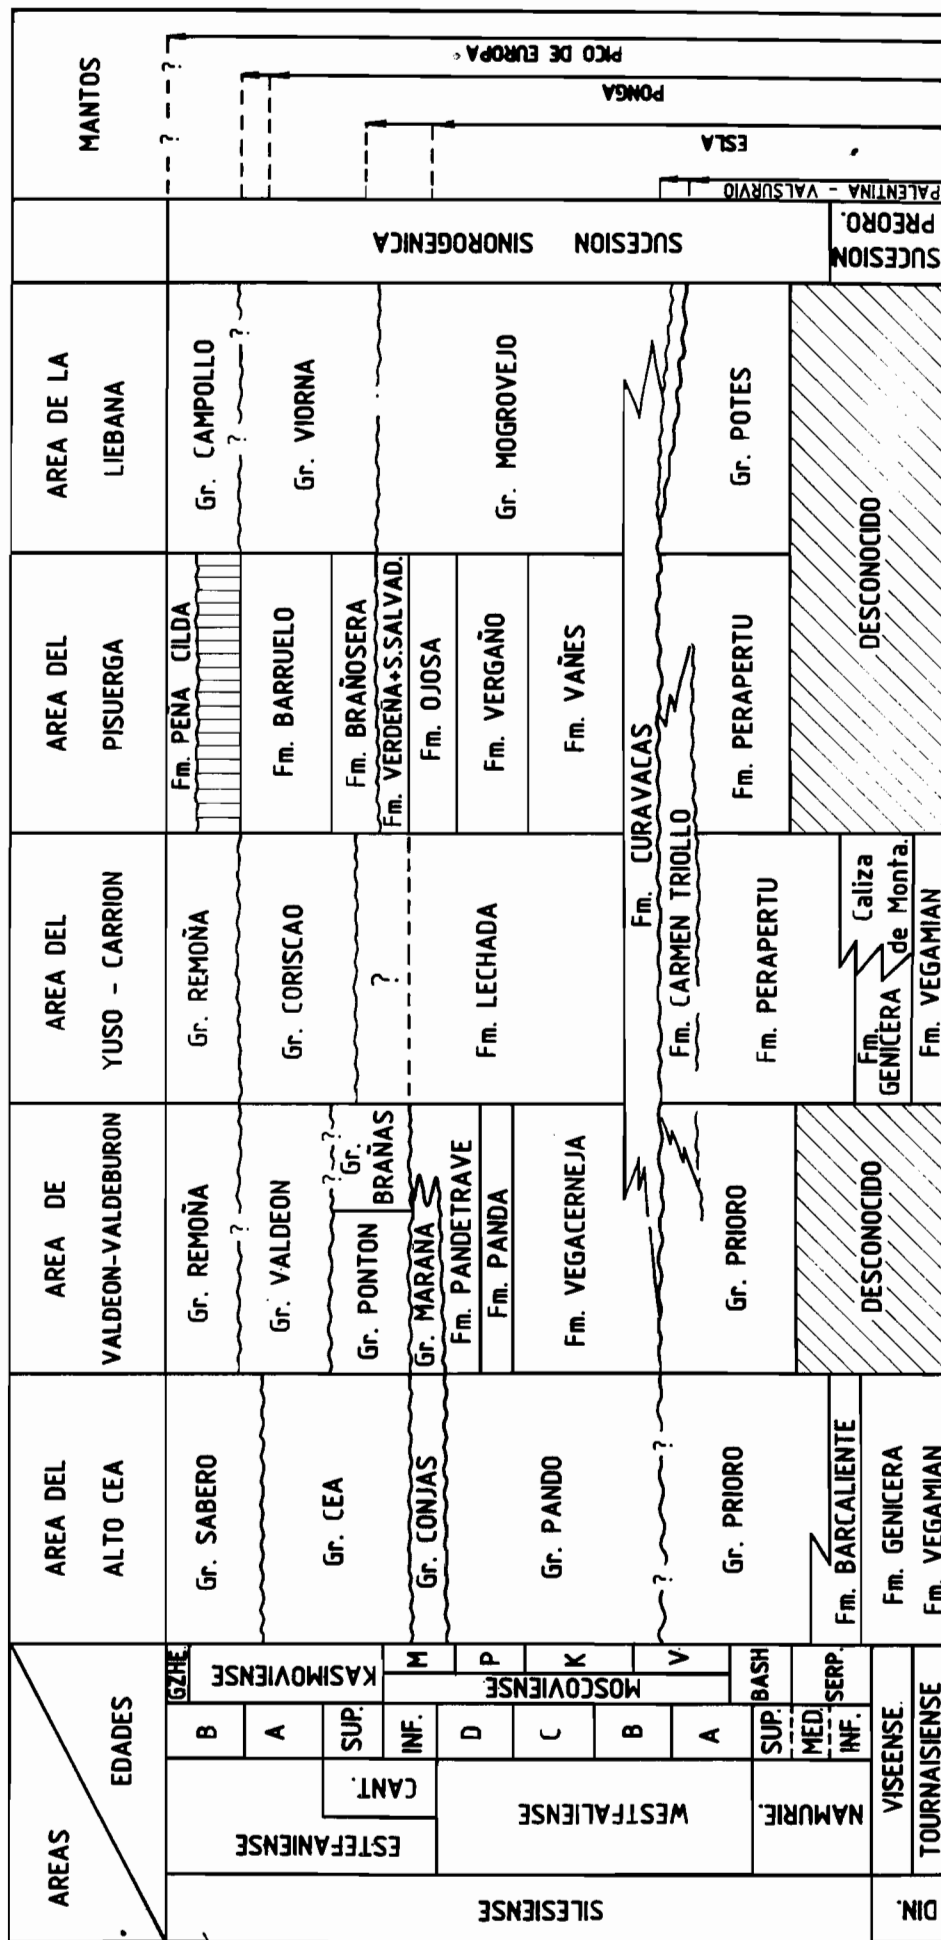 AREAS
EDADES
AREA DEL
ALTO CEA
AREA DE
VALDEON-VALDEBURON
AREA DEL
YUSO - CARRION
AREA DEL
PISUERGA
AREA DE LA
LIEBANA
MANTOS
SILESIENSE
DIN.
ESTEFANIENSE
CANT.
WESTFALIENSE
NAMURIE.
VISEENSE.
TOURNAISIENSE
B
A
SUP.
INF.
D
C
B
A
SUP.
MED.
INF.
GZHE.
KASIMOVIENSE
MOSCOVIENSE
M
P
K
V
BASH
SERP.
Gr. SABERO
Gr. CEA
Gr. CONJAS
Gr. PANDO
?
?
Gr. PRIORO
Fm. BARCALIENTE
Fm. GENICERA
Fm. VEGAMIAN
Gr. REMOÑA
?
Gr. VALDEON
?
?
Gr. PONTON
Gr.
BRAÑAS
Gr. MARAÑA
Fm. PANDETRAVE
Fm. PANDA
Fm. VEGACERNEJA
Gr. PRIORO
DESCONOCIDO
Gr. REMOÑA
Gr. CORISCAO
?
Fm. LECHADA
Fm. CURAVACAS
Fm. CARMEN TRIOLLO
Fm. PERAPERTU
Fm.
GENICERA
Caliza
de Monta.
Fm. VEGAMIAN
Fm. PEÑA CILDA
Fm. BARRUELO
Fm. BRAÑOSERA
Fm. VERDEÑA+S.SALVAD.
Fm. OJOSA
Fm. VERGAÑO
Fm. VAÑES
Fm. PERAPERTU
DESCONOCIDO
Gr. CAMPOLLO
?
?
Gr. VIORNA
Gr. MOGROVEJO
Gr. POTES
SUCESION SINOROGENICA
SUCESION
PREORO.
?
?
PICO DE EUROPA
PONGA
ESLA
PALENTINA - VALSURVIO